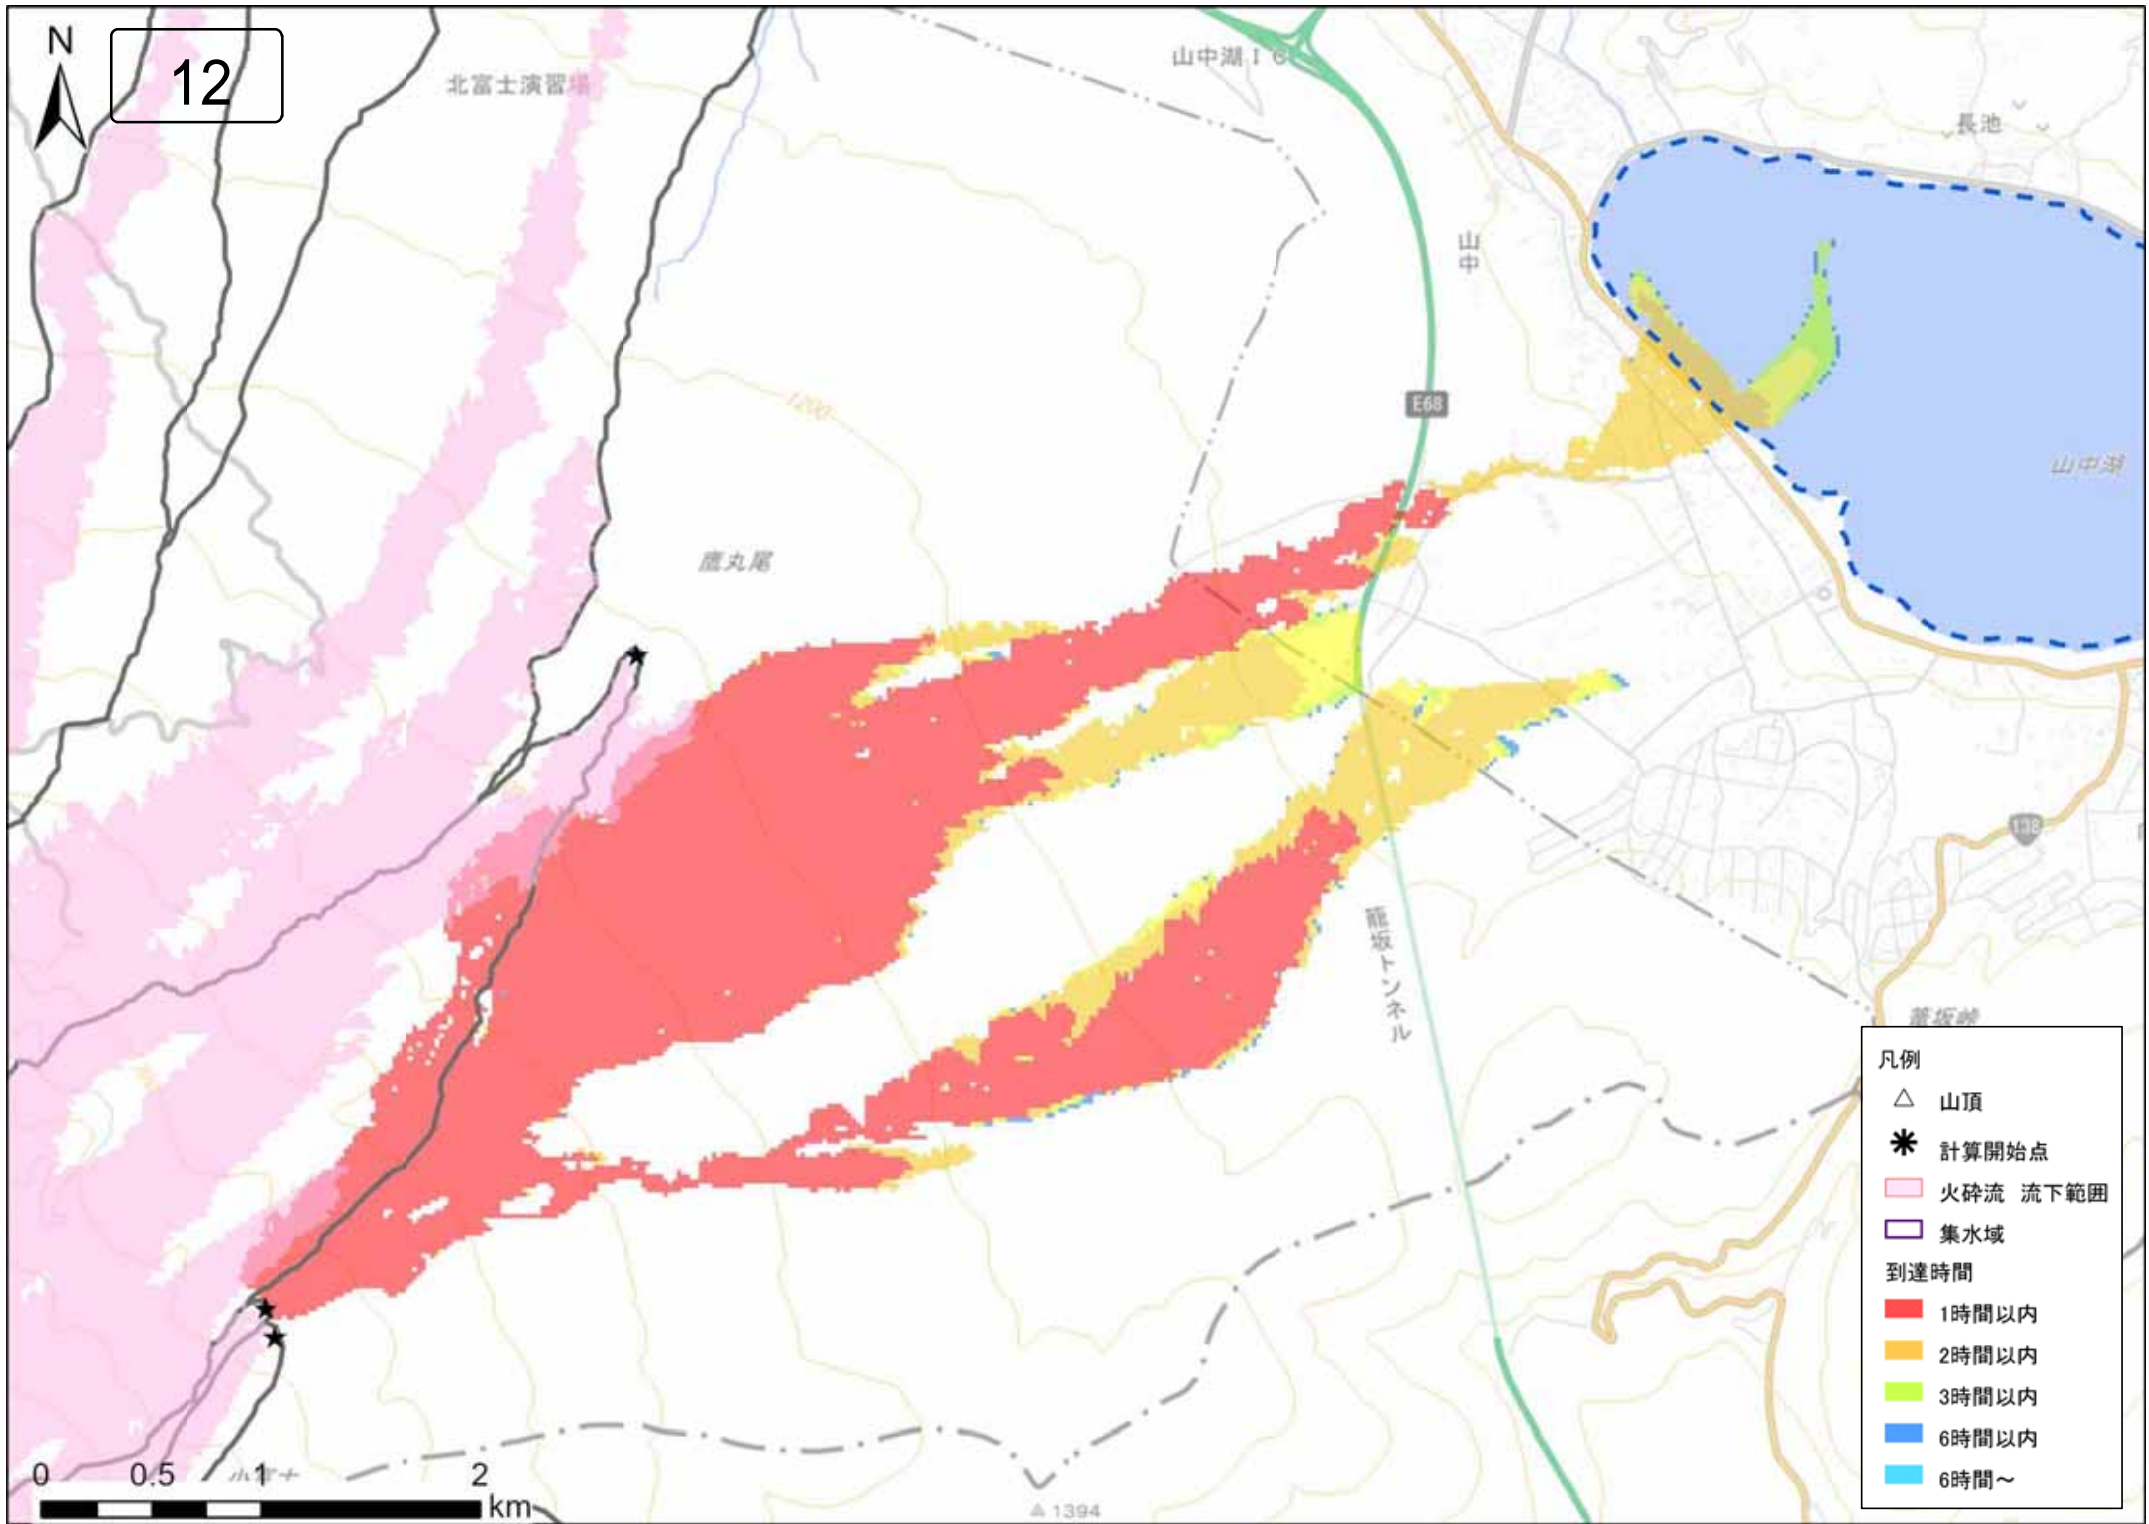 N
12
北富士演習場
山中湖IC
長池
山中
1200
E68
山中湖
鷹丸尾
138
籠坂トンネル
籠坂峠
凡例
山頂
計算開始点
火砕流 流下範囲
集水域
到達時間
1時間以内
2時間以内
3時間以内
6時間以内
6時間～
小富士
0 0.5 1 2
km
1394